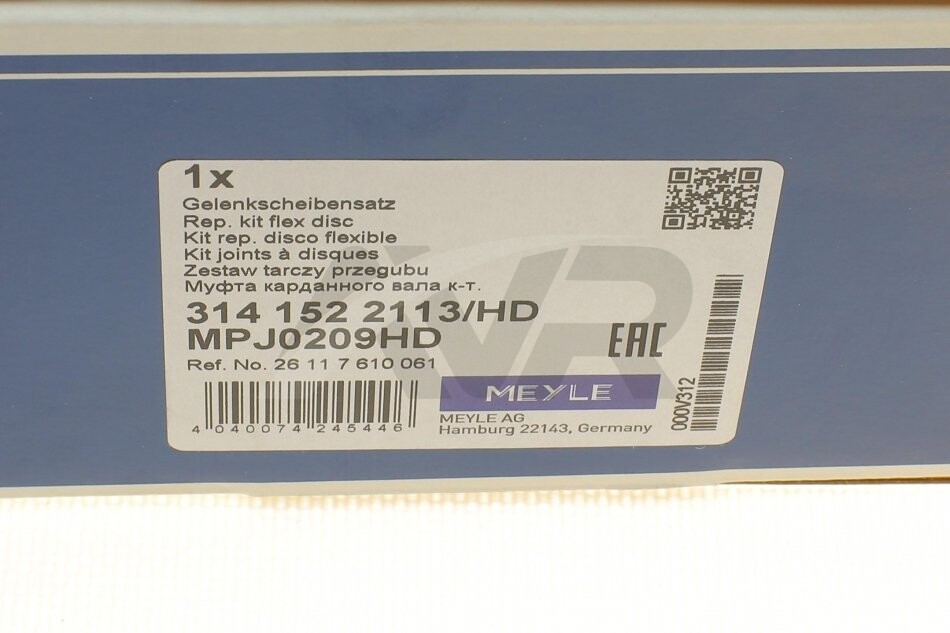 1x
Gelenkscheibensatz
Rep. kit flex disc
Kit rep. disco flexible
Kit joints à disques
Zestaw tarczy przegubu
Муфта карданного вала к-т.
314 152 2113/HD
MPJ0209HD
EAC
Ref. No. 26 11 7 610 061
MEYLE
4 040074 245446
MEYLE AG
Hamburg 22143, Germany
000V312
AVR